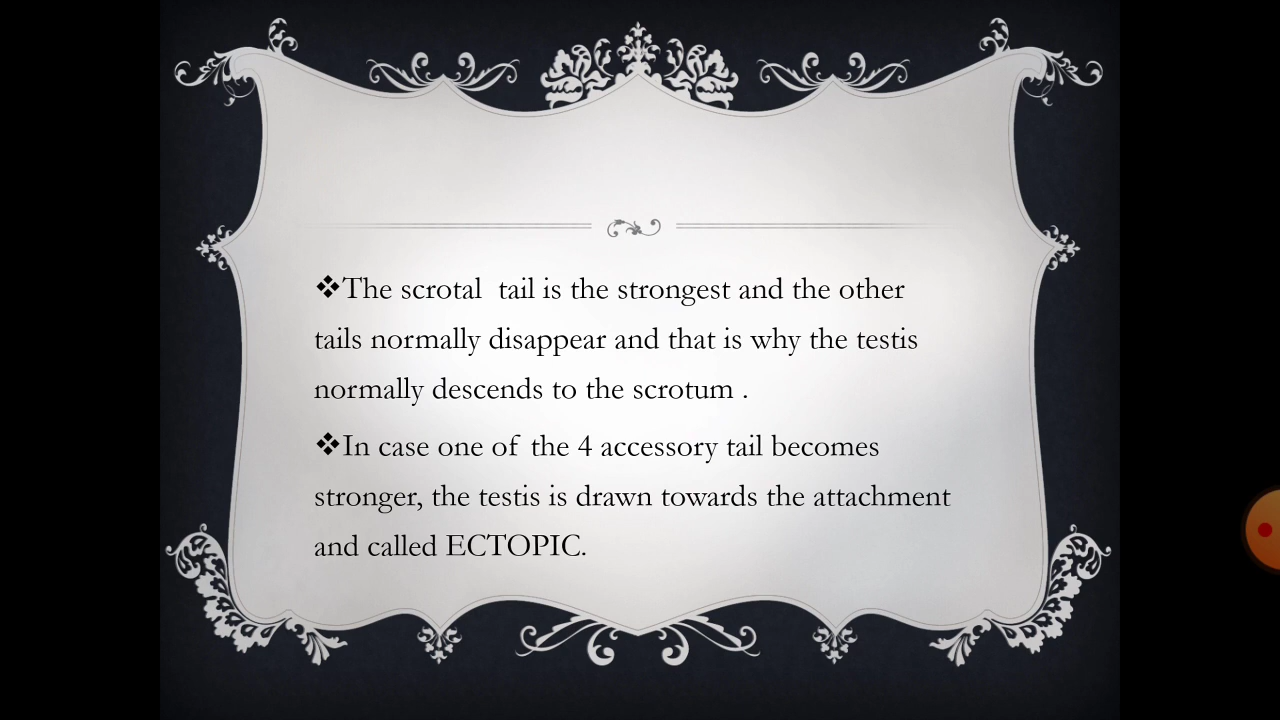 ❖The scrotal  tail is the strongest and the other
tails normally disappear and that is why the testis
normally descends to the scrotum .
❖In case one of the 4 accessory tail becomes
stronger, the testis is drawn towards the attachment
and called ECTOPIC.